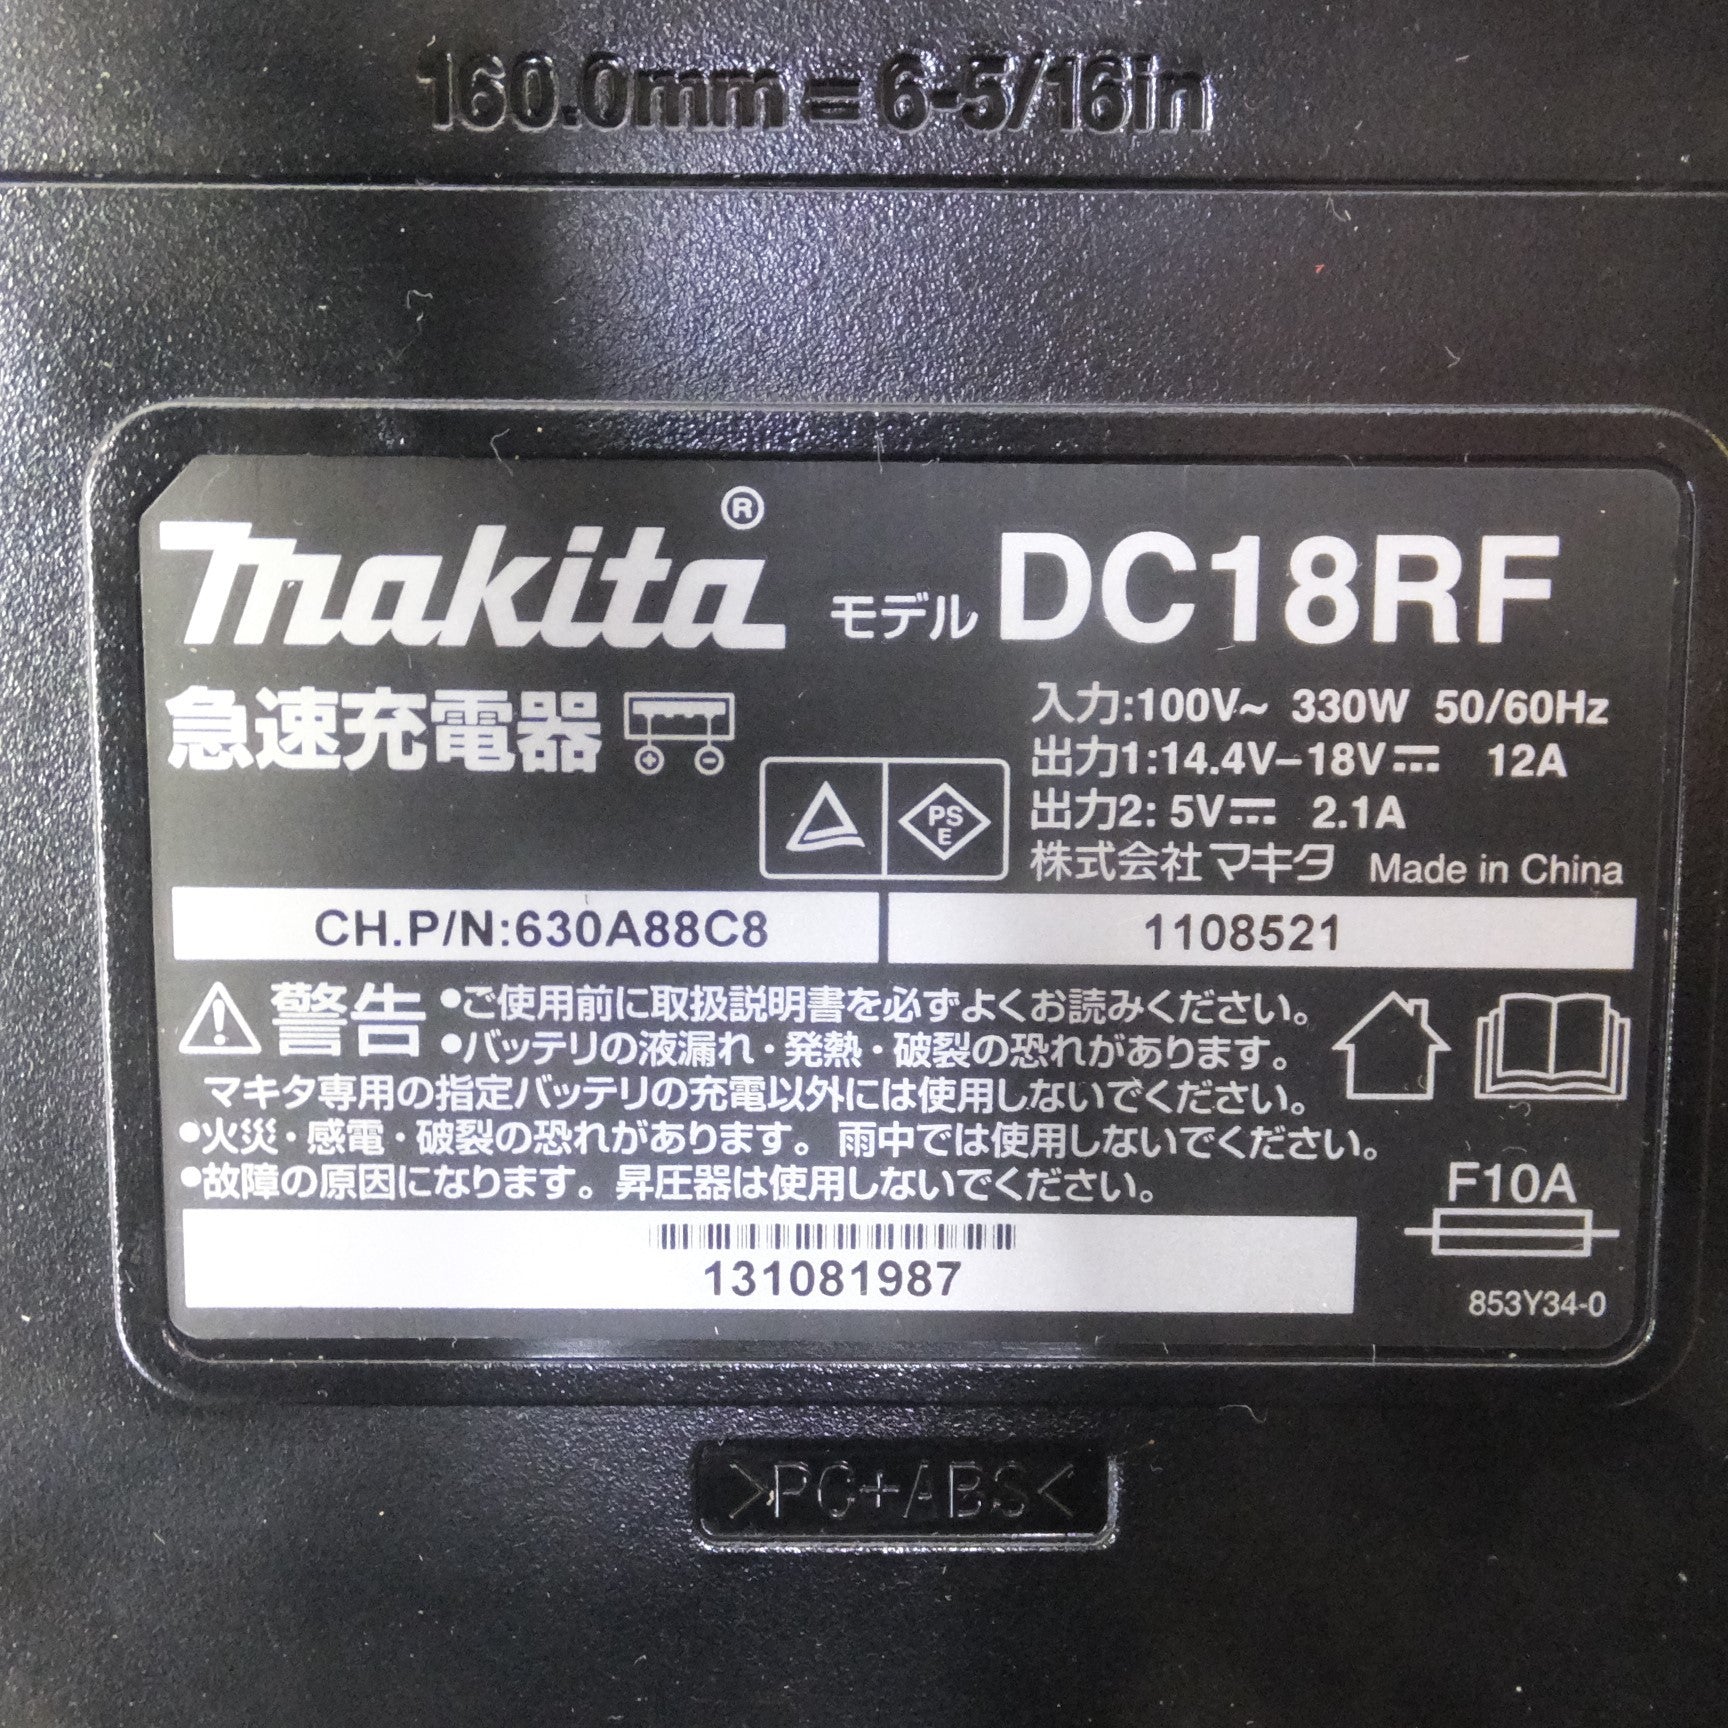 160.0mm=6-5/16in
makita® モデル DC18RF
急速充電器
入力:100V~ 330W 50/60Hz
出力1:14.4V–18V⎓ 12A
出力2: 5V⎓ 2.1A
PS
E
株式会社マキタ Made in China
CH.P/N:630A88C8 1108521
警告 •ご使用前に取扱説明書を必ずよくお読みください。
•バッテリの液漏れ・発熱・破裂の恐れがあります。
マキタ専用の指定バッテリの充電以外には使用しないでください。
•火災・感電・破裂の恐れがあります。雨中では使用しないでください。
•故障の原因になります。昇圧器は使用しないでください。
F10A
131081987
853Y34-0
>PC+ABS<